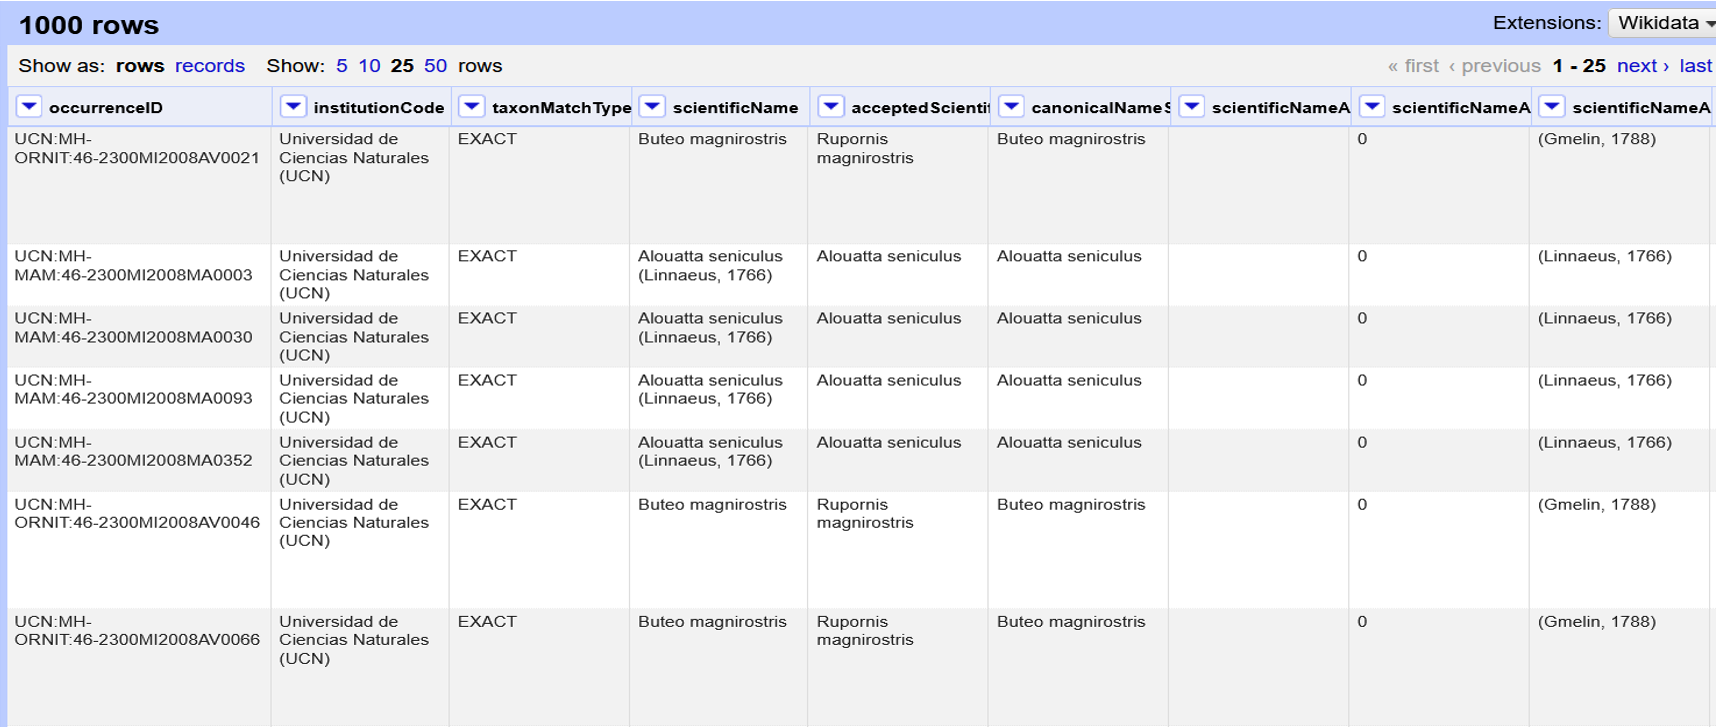 1000 rows
Extensions: Wikidata
Show as: rows records Show: 5 10 25 50 rows
« first ‹ previous 1 - 25 next › last
occurrenceID institutionCode taxonMatchType scientificName acceptedScientif canonicalNameS scientificNameA scientificNameA scientificNameA
UCN:MH- Universidad de EXACT Buteo magnirostris Rupornis Buteo magnirostris 0 (Gmelin, 1788)
ORNIT:46-2300MI2008AV0021 Ciencias Naturales magnirostris
(UCN)
UCN:MH- Universidad de EXACT Alouatta seniculus Alouatta seniculus Alouatta seniculus 0 (Linnaeus, 1766)
MAM:46-2300MI2008MA0003 Ciencias Naturales (Linnaeus, 1766)
(UCN)
UCN:MH- Universidad de EXACT Alouatta seniculus Alouatta seniculus Alouatta seniculus 0 (Linnaeus, 1766)
MAM:46-2300MI2008MA0030 Ciencias Naturales (Linnaeus, 1766)
(UCN)
UCN:MH- Universidad de EXACT Alouatta seniculus Alouatta seniculus Alouatta seniculus 0 (Linnaeus, 1766)
MAM:46-2300MI2008MA0093 Ciencias Naturales (Linnaeus, 1766)
(UCN)
UCN:MH- Universidad de EXACT Alouatta seniculus Alouatta seniculus Alouatta seniculus 0 (Linnaeus, 1766)
MAM:46-2300MI2008MA0352 Ciencias Naturales (Linnaeus, 1766)
(UCN)
UCN:MH- Universidad de EXACT Buteo magnirostris Rupornis Buteo magnirostris 0 (Gmelin, 1788)
ORNIT:46-2300MI2008AV0046 Ciencias Naturales magnirostris
(UCN)
UCN:MH- Universidad de EXACT Buteo magnirostris Rupornis Buteo magnirostris 0 (Gmelin, 1788)
ORNIT:46-2300MI2008AV0066 Ciencias Naturales magnirostris
(UCN)